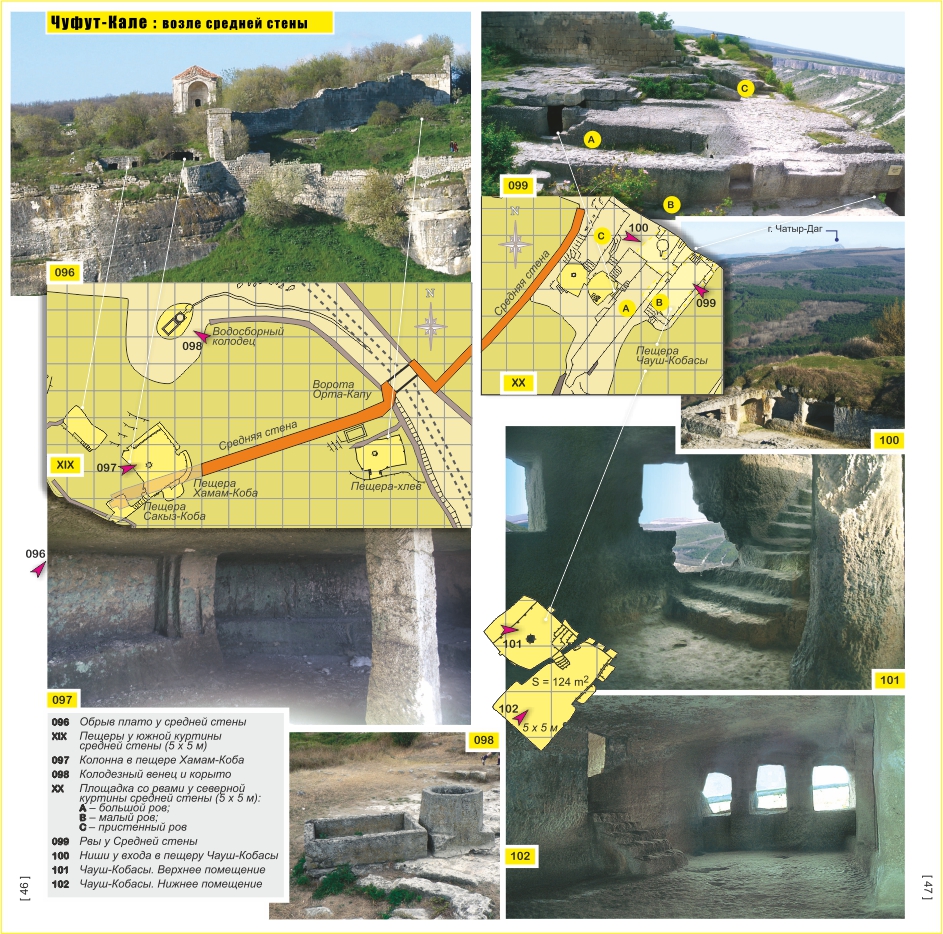 Чуфут-Кале : возле средней стены
096
099
A
C
B
N
098
Водосборный
колодец
Ворота
Орта-Капу
Средняя стена
097
XIX
Пещера
Хамам-Коба
Пещера
Сакыз-Коба
Пещера-хлев
N
Средняя стена
C
100
A
B
099
Пещера
Чауш-Кобасы
XX
г. Чатыр-Даг
100
096
097
101
S = 124 m2
102
5 x 5 м
101
102
098
096 Обрыв плато у средней стены
XIX Пещеры у южной куртины
средней стены (5 x 5 м)
097 Колонна в пещере Хамам-Коба
098 Колодезный венец и корыто
XX Площадка со рвами у северной
куртины средней стены (5 x 5 м):
A – большой ров;
B – малый ров;
C – пристенный ров
099 Рвы у Средней стены
100 Ниши у входа в пещеру Чауш-Кобасы
101 Чауш-Кобасы. Верхнее помещение
102 Чауш-Кобасы. Нижнее помещение
[ 46 ]
[ 47 ]